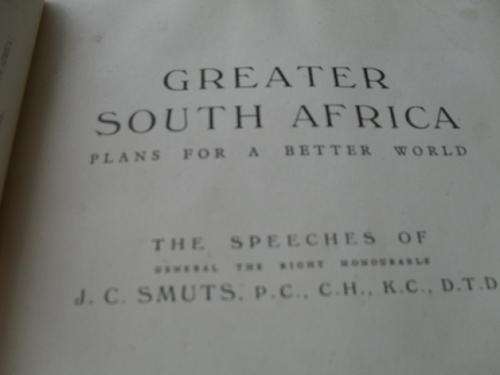 GREATER
SOUTH AFRICA
PLANS FOR A BETTER WORLD
THE SPEECHES OF
GENERAL THE RIGHT HONOURABLE
J. C. SMUTS, P.C., C.H., K.C., D.T.D